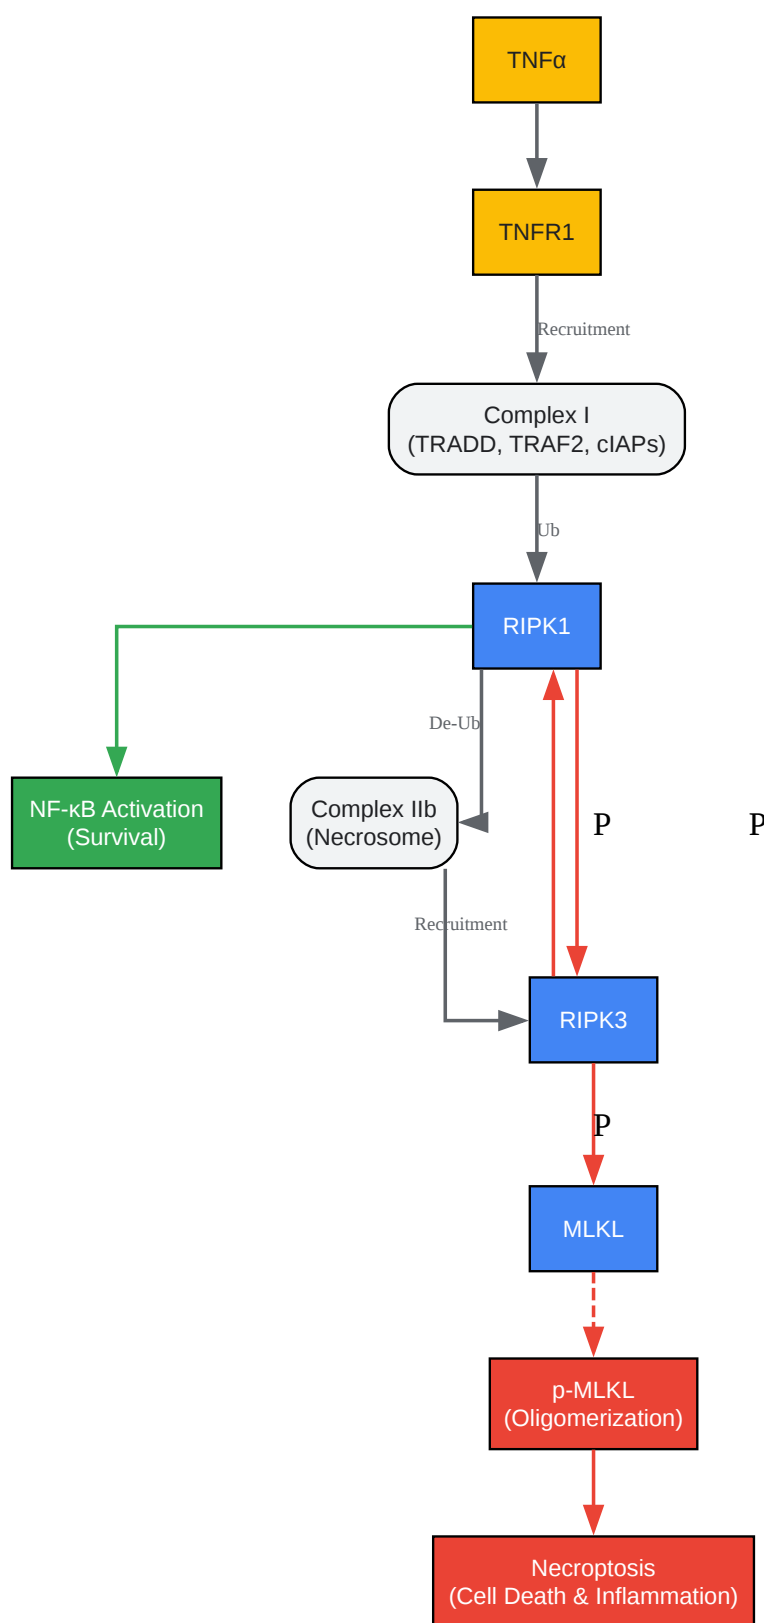 TNFα
TNFR1
Recruitment
Complex I
(TRADD, TRAF2, cIAPs)
Ub
RIPK1
De-Ub
NF-κB Activation
(Survival)
Complex IIb
(Necrosome)
P
P
Recruitment
RIPK3
P
MLKL
p-MLKL
(Oligomerization)
Necroptosis
(Cell Death & Inflammation)